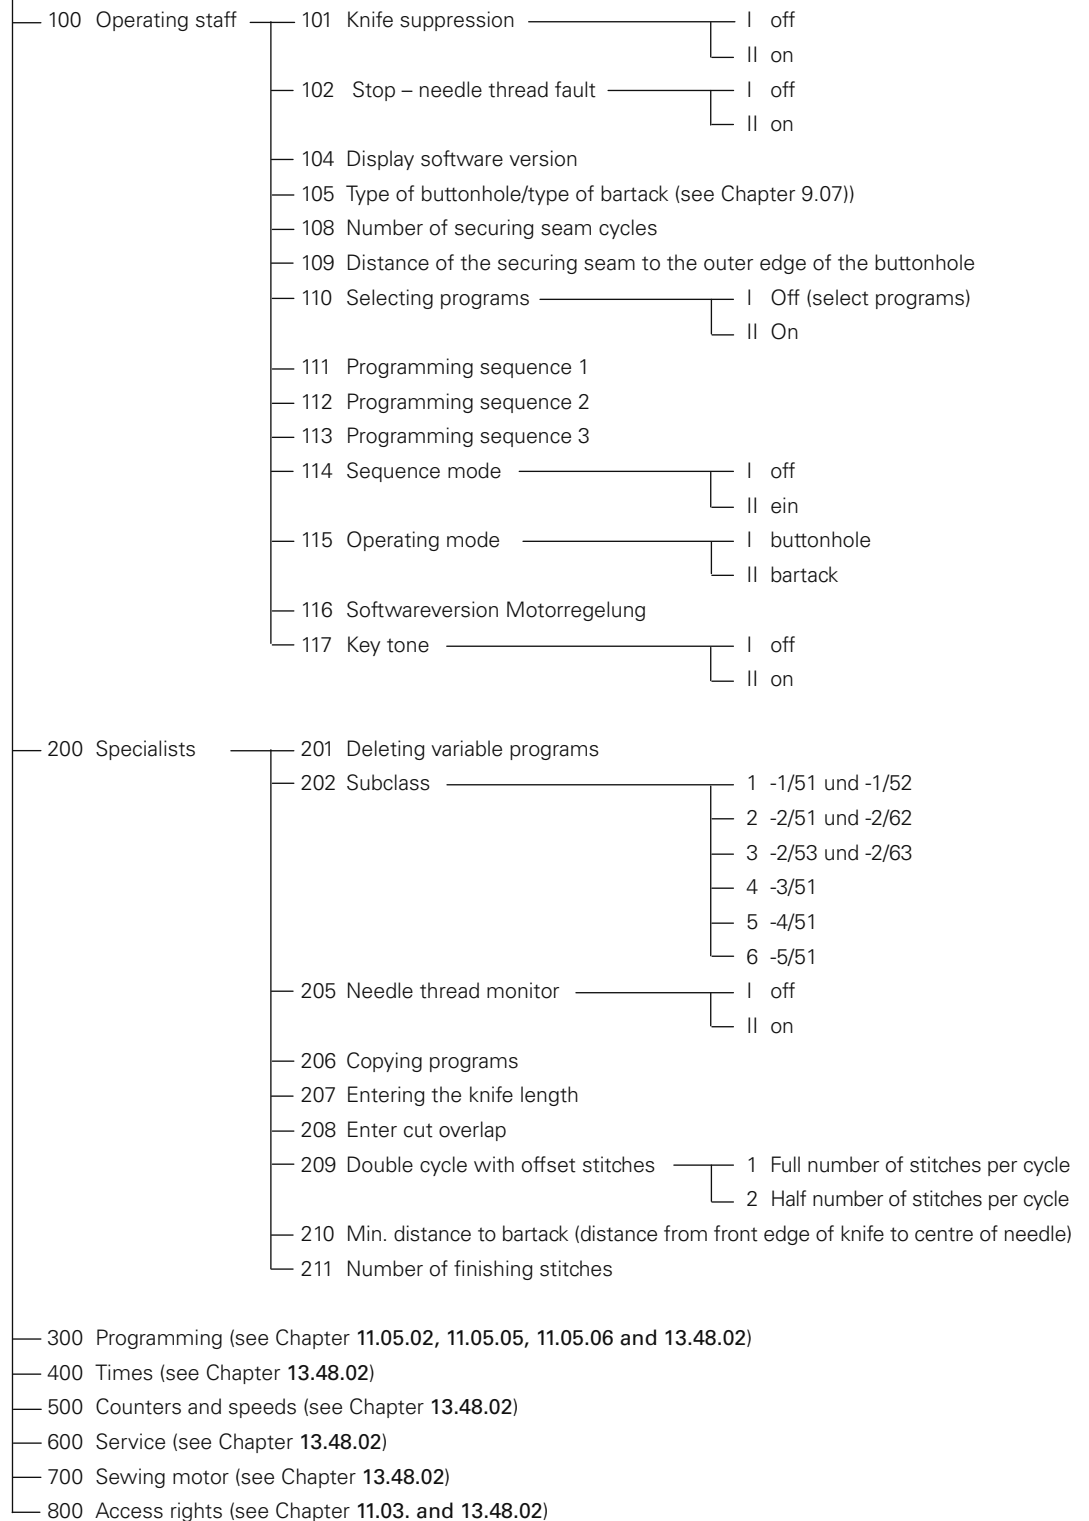 100 Operating staff 101 Knife suppression I off
II on
102 Stop – needle thread fault I off
II on
104 Display software version
105 Type of buttonhole/type of bartack (see Chapter 9.07))
108 Number of securing seam cycles
109 Distance of the securing seam to the outer edge of the buttonhole
110 Selecting programs I Off (select programs)
II On
111 Programming sequence 1
112 Programming sequence 2
113 Programming sequence 3
114 Sequence mode I off
II ein
115 Operating mode I buttonhole
II bartack
116 Softwareversion Motorregelung
117 Key tone I off
II on
200 Specialists 201 Deleting variable programs
202 Subclass 1 -1/51 und -1/52
2 -2/51 und -2/62
3 -2/53 und -2/63
4 -3/51
5 -4/51
6 -5/51
205 Needle thread monitor I off
II on
206 Copying programs
207 Entering the knife length
208 Enter cut overlap
209 Double cycle with offset stitches 1 Full number of stitches per cycle
2 Half number of stitches per cycle
210 Min. distance to bartack (distance from front edge of knife to centre of needle)
211 Number of finishing stitches
300 Programming (see Chapter 11.05.02, 11.05.05, 11.05.06 and 13.48.02)
400 Times (see Chapter 13.48.02)
500 Counters and speeds (see Chapter 13.48.02)
600 Service (see Chapter 13.48.02)
700 Sewing motor (see Chapter 13.48.02)
800 Access rights (see Chapter 11.03. and 13.48.02)